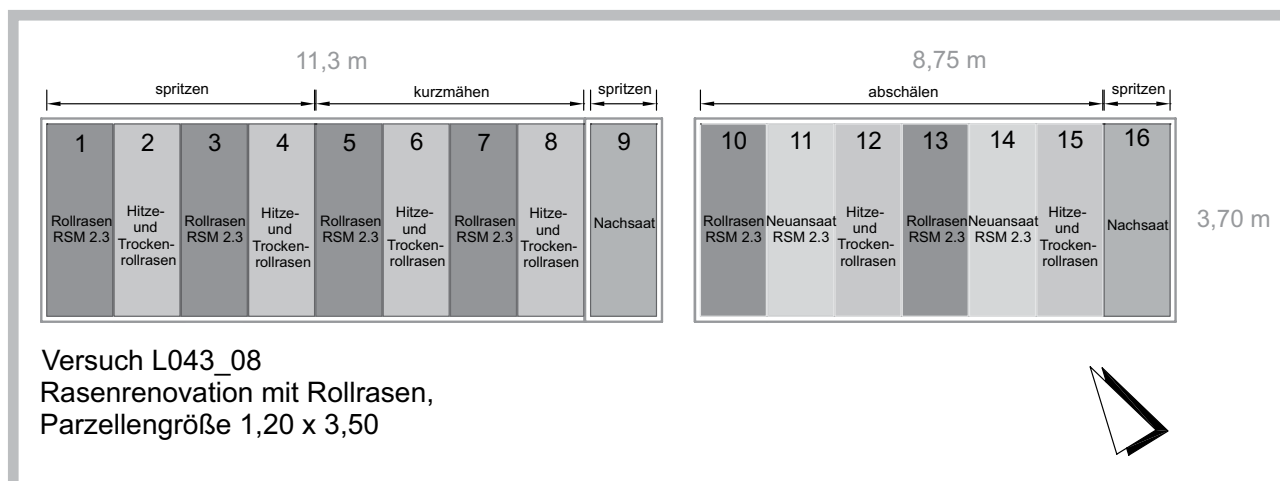 11,3 m
8,75 m
spritzen
kurzmähen
spritzen
abschälen
spritzen
1
2
3
4
5
6
7
8
9
10
11
12
13
14
15
16
Rollrasen
RSM 2.3
Hitze-
und
Trocken-
rollrasen
Rollrasen
RSM 2.3
Hitze-
und
Trocken-
rollrasen
Rollrasen
RSM 2.3
Hitze-
und
Trocken-
rollrasen
Rollrasen
RSM 2.3
Hitze-
und
Trocken-
rollrasen
Nachsaat
Rollrasen
RSM 2.3
Neuansaat
RSM 2.3
Hitze-
und
Trocken-
rollrasen
Rollrasen
RSM 2.3
Neuansaat
RSM 2.3
Hitze-
und
Trocken-
rollrasen
Nachsaat
3,70 m
Versuch L043_08
Rasenrenovation mit Rollrasen,
Parzellengröße 1,20 x 3,50